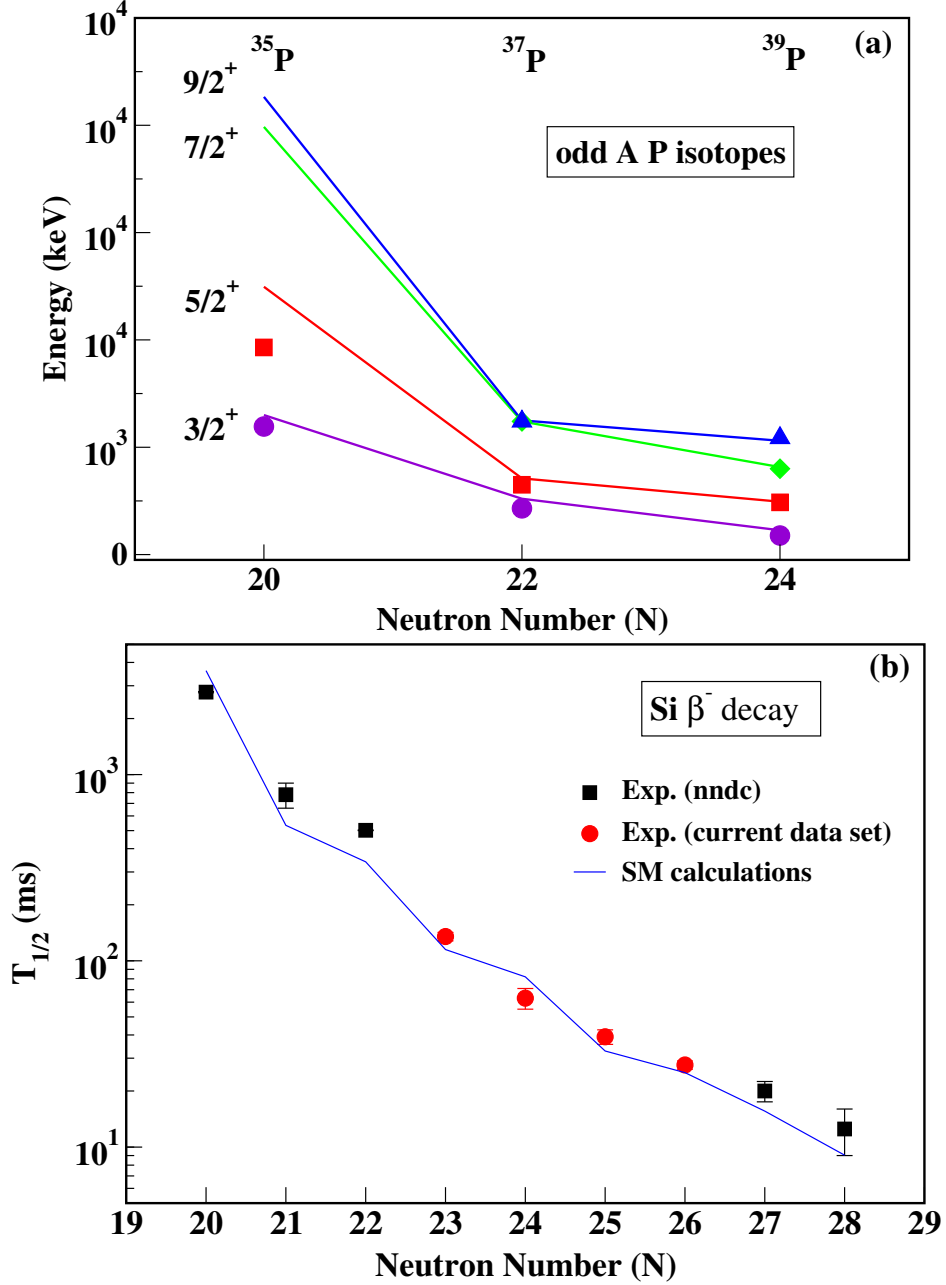 10⁴
³⁵P ³⁷P ³⁹P (a)
9/2⁺
10⁴
7/2⁺
odd A P isotopes
10⁴
5/2⁺
10⁴
3/2⁺
10³
0
Energy (keV)
20 22 24
Neutron Number (N)
(b)
Si β⁻ decay
10³
Exp. (nndc)
Exp. (current data set)
SM calculations
10²
10¹
T₁/₂ (ms)
19 20 21 22 23 24 25 26 27 28 29
Neutron Number (N)